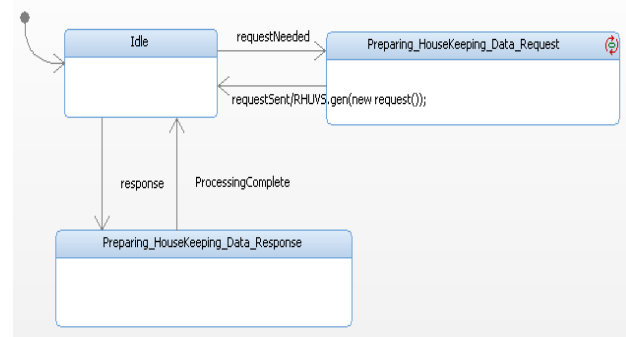 Idle
requestNeeded
Preparing_HouseKeeping_Data_Request
requestSent/RHUVS.gen(new request());
response
ProcessingComplete
Preparing_HouseKeeping_Data_Response